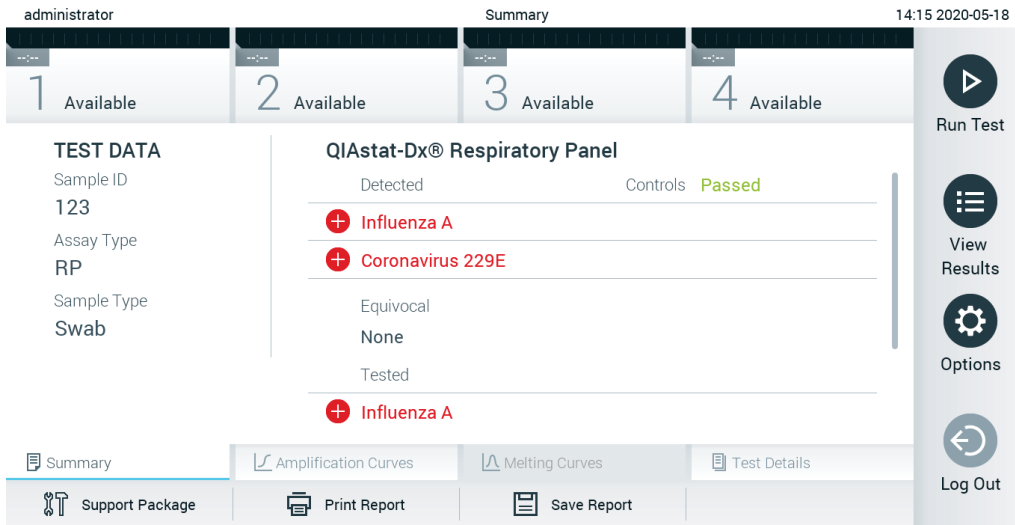 administrator
Summary
14:15 2020-05-18
--:--
1 Available
--:--
2 Available
--:--
3 Available
--:--
4 Available
Run Test
View
Results
Options
Log Out
TEST DATA
Sample ID
123
Assay Type
RP
Sample Type
Swab
QIAstat-Dx® Respiratory Panel
Detected
Controls Passed
Influenza A
Coronavirus 229E
Equivocal
None
Tested
Influenza A
Summary
Amplification Curves
Melting Curves
Test Details
Support Package
Print Report
Save Report